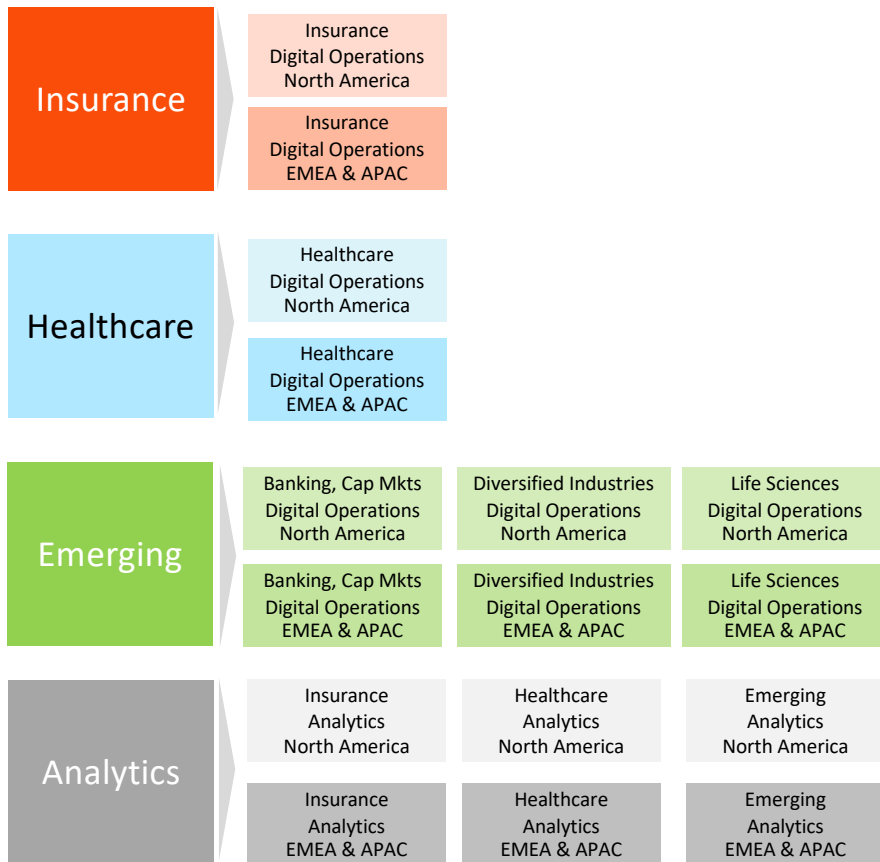 Insurance
Insurance
Digital Operations
North America
Insurance
Digital Operations
EMEA & APAC
Healthcare
Healthcare
Digital Operations
North America
Healthcare
Digital Operations
EMEA & APAC
Emerging
Banking, Cap Mkts
Digital Operations
North America
Diversified Industries
Digital Operations
North America
Life Sciences
Digital Operations
North America
Banking, Cap Mkts
Digital Operations
EMEA & APAC
Diversified Industries
Digital Operations
EMEA & APAC
Life Sciences
Digital Operations
EMEA & APAC
Analytics
Insurance
Analytics
North America
Healthcare
Analytics
North America
Emerging
Analytics
North America
Insurance
Analytics
EMEA & APAC
Healthcare
Analytics
EMEA & APAC
Emerging
Analytics
EMEA & APAC